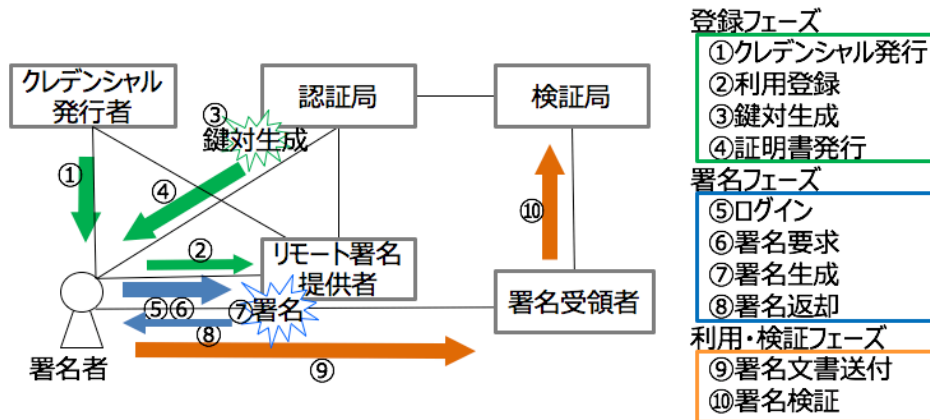 クレデンシャル
発行者
認証局
検証局
③
鍵対生成
①
④
②
リモート署名
提供者
⑤⑥
⑦署名
⑧
⑨
⑩
署名受領者
署名者
登録フェーズ
①クレデンシャル発行
②利用登録
③鍵対生成
④証明書発行
署名フェーズ
⑤ログイン
⑥署名要求
⑦署名生成
⑧署名返却
利用・検証フェーズ
⑨署名文書送付
⑩署名検証